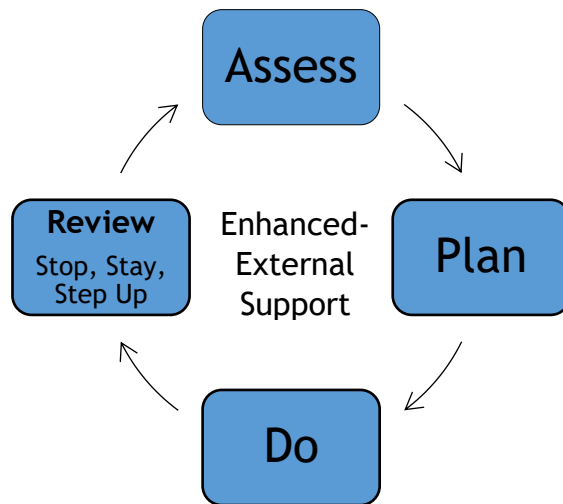 Assess
Review
Stop, Stay,
Step Up
Enhanced-
External
Support
Plan
Do